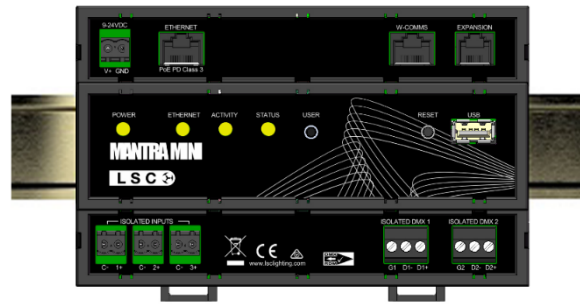 9-24VDC
ETHERNET
W-COMMS
EXPANSION
V+ GND
PoE PD Class 3
POWER
ETHERNET
ACTIVITY
STATUS
USER
RESET
USB
MANTRA MINI
LSC
ISOLATED INPUTS
ISOLATED DMX 1
ISOLATED DMX 2
C- 1+
C- 2+
C- 3+
CE
www.lsclighting.com
G1 D1- D1+
G2 D2- D2+